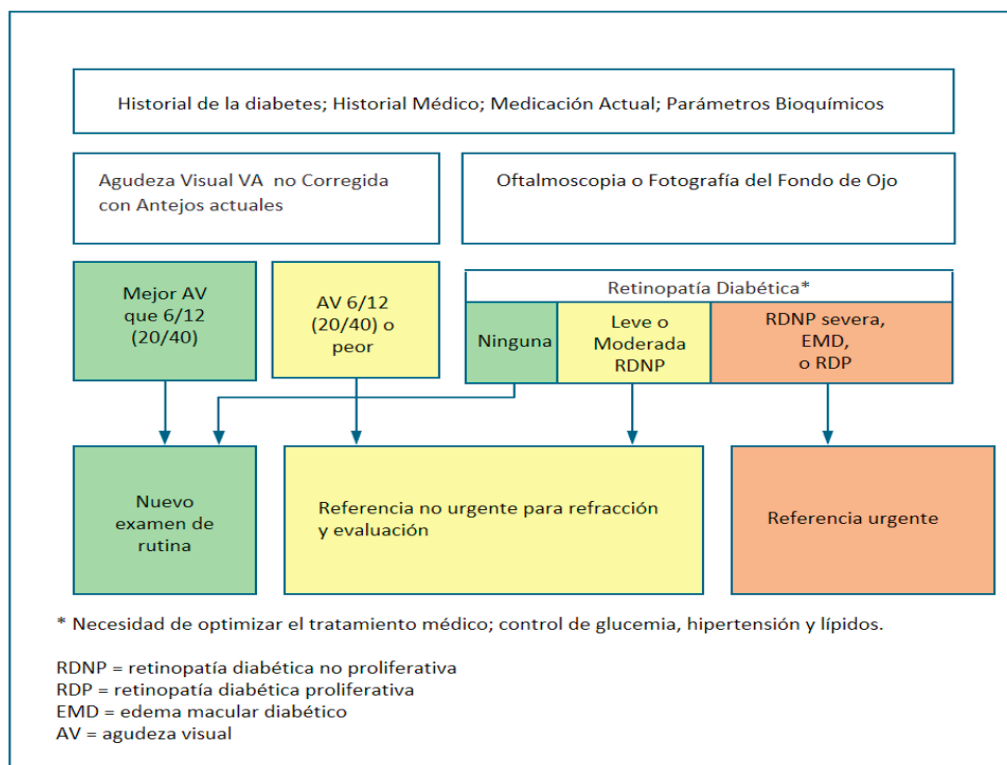 Historial de la diabetes; Historial Médico; Medicación Actual; Parámetros Bioquímicos
Agudeza Visual VA no Corregida
con Antejos actuales
Oftalmoscopia o Fotografía del Fondo de Ojo
Mejor AV
que 6/12
(20/40)
AV 6/12
(20/40) o
peor
Retinopatía Diabética*
Ninguna
Leve o
Moderada
RDNP
RDNP severa,
EMD,
o RDP
Nuevo
examen de
rutina
Referencia no urgente para refracción
y evaluación
Referencia urgente
* Necesidad de optimizar el tratamiento médico; control de glucemia, hipertensión y lípidos.
RDNP = retinopatía diabética no proliferativa
RDP = retinopatía diabética proliferativa
EMD = edema macular diabético
AV = agudeza visual